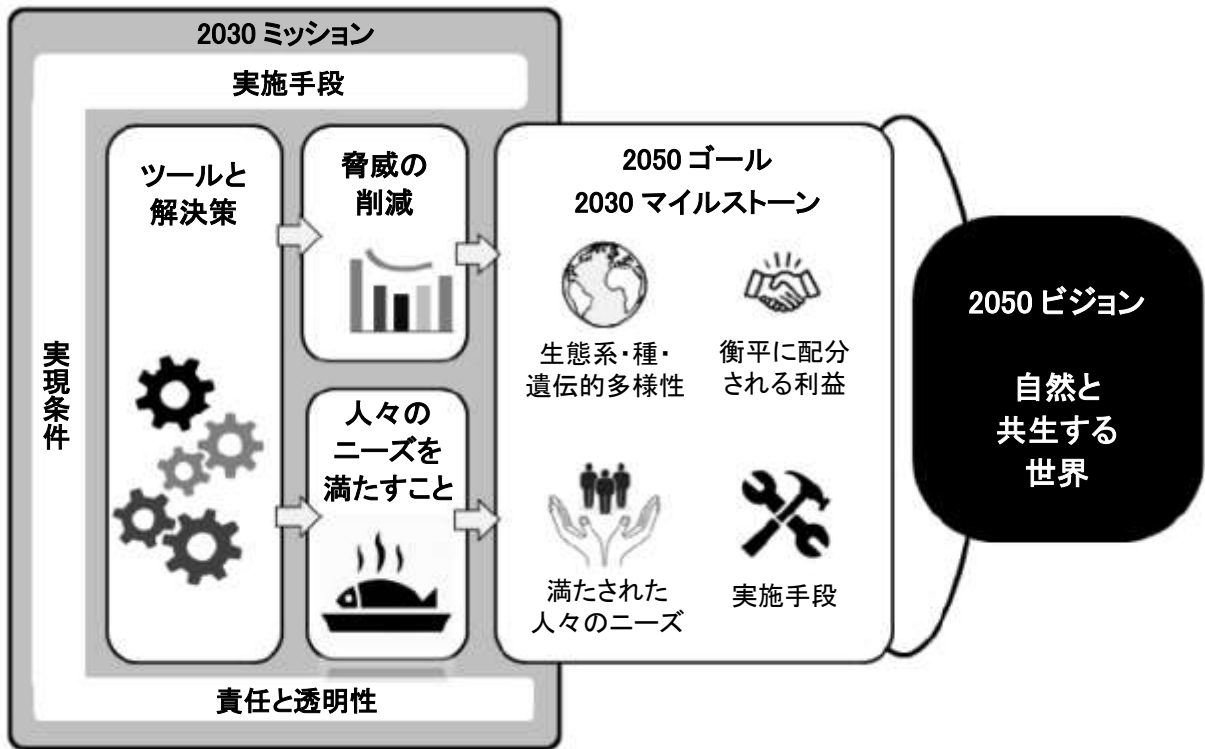 2030 ミッション
実施手段
実現条件
ツールと
解決策
脅威の
削減
人々の
ニーズを
満たすこと
2050 ゴール
2030 マイルストーン
生態系・種・
遺伝的多様性
衡平に配分
される利益
満たされた
人々のニーズ
実施手段
2050 ビジョン
自然と
共生する
世界
責任と透明性